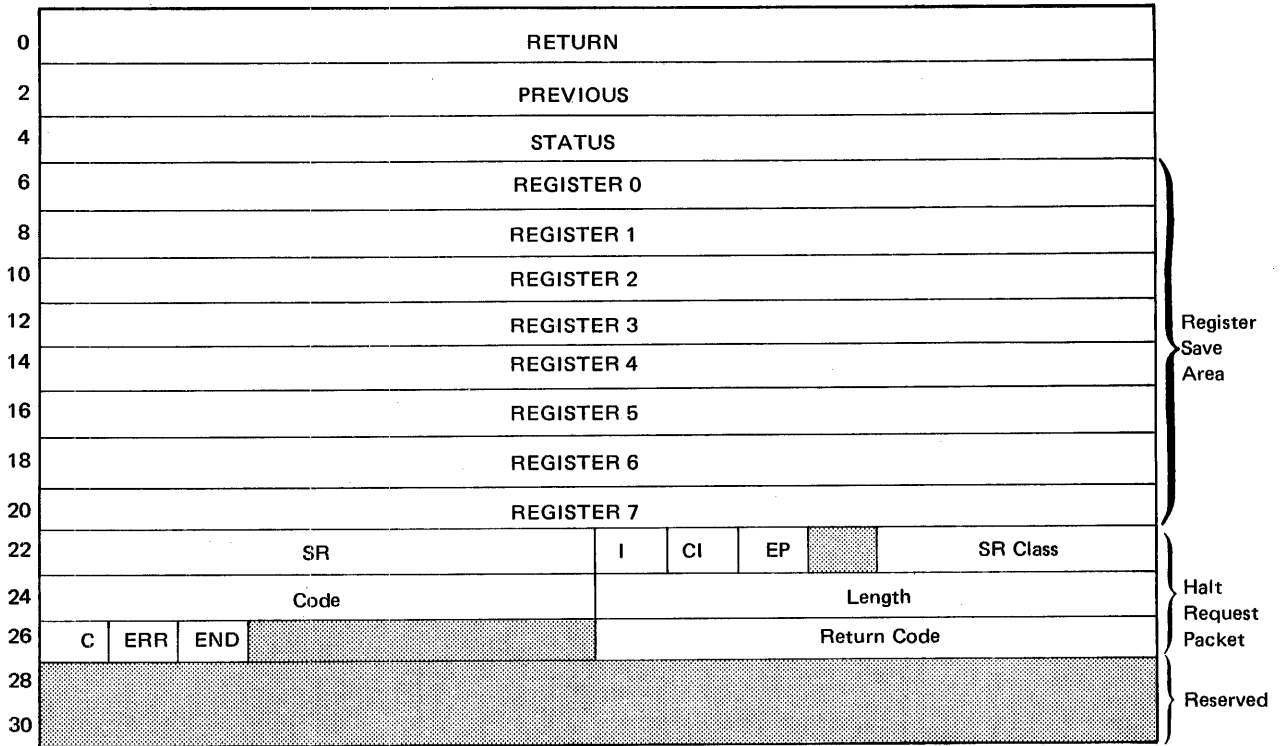 0 RETURN
2 PREVIOUS
4 STATUS
6 REGISTER 0
8 REGISTER 1
10 REGISTER 2
12 REGISTER 3
14 REGISTER 4
16 REGISTER 5
18 REGISTER 6
20 REGISTER 7
Register
Save
Area
22 SR I CI EP SR Class
24 Code Length
26 C ERR END Return Code
Halt
Request
Packet
28
30
Reserved